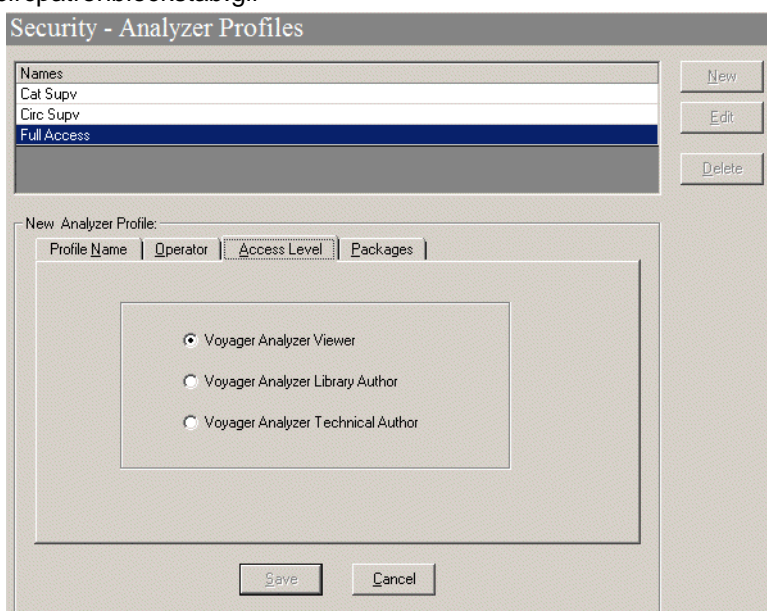 Security - Analyzer Profiles
Names
New
Cat Supv
Circ Supv
Edit
Full Access
Delete
New Analyzer Profile:
Profile Name Operator Access Level Packages
Voyager Analyzer Viewer
Voyager Analyzer Library Author
Voyager Analyzer Technical Author
Save Cancel